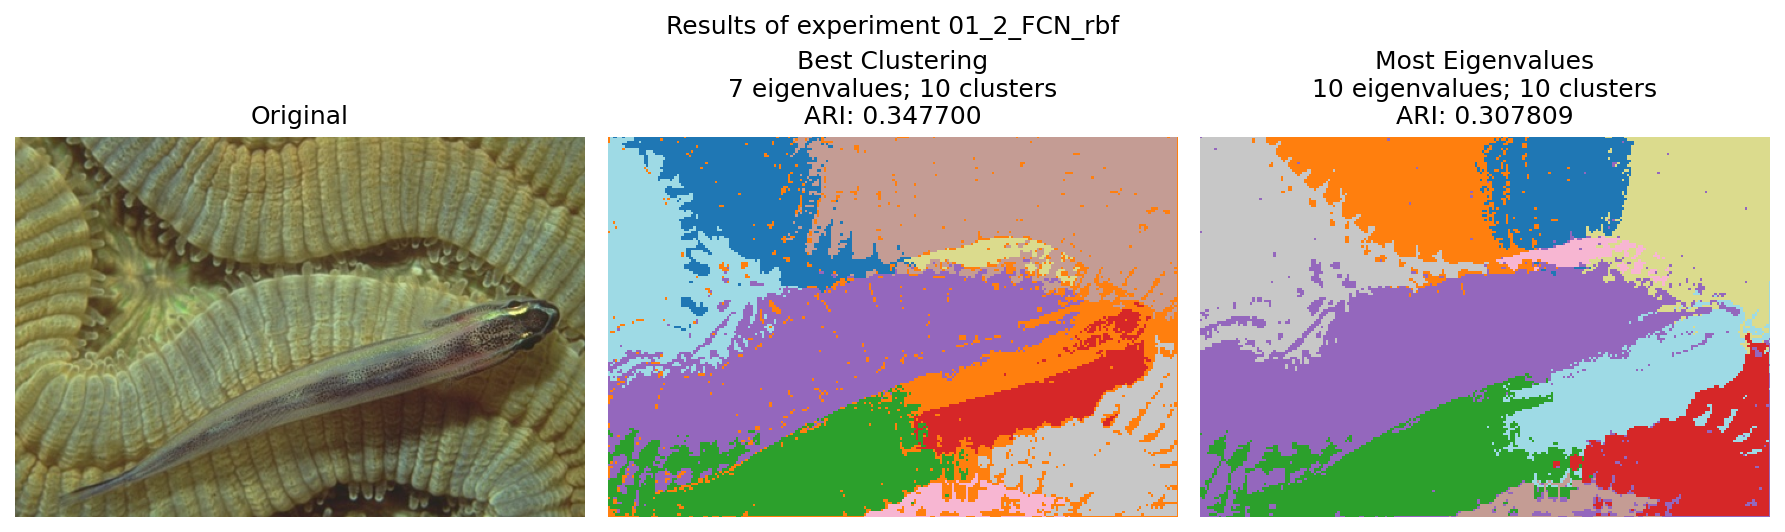 Results of experiment 01_2_FCN_rbf
Original
Best Clustering
7 eigenvalues; 10 clusters
ARI: 0.347700
Most Eigenvalues
10 eigenvalues; 10 clusters
ARI: 0.307809